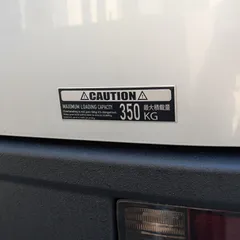 CAUTION
MAXIMUM LOADING CAPACITY
350 KG
最大積載量